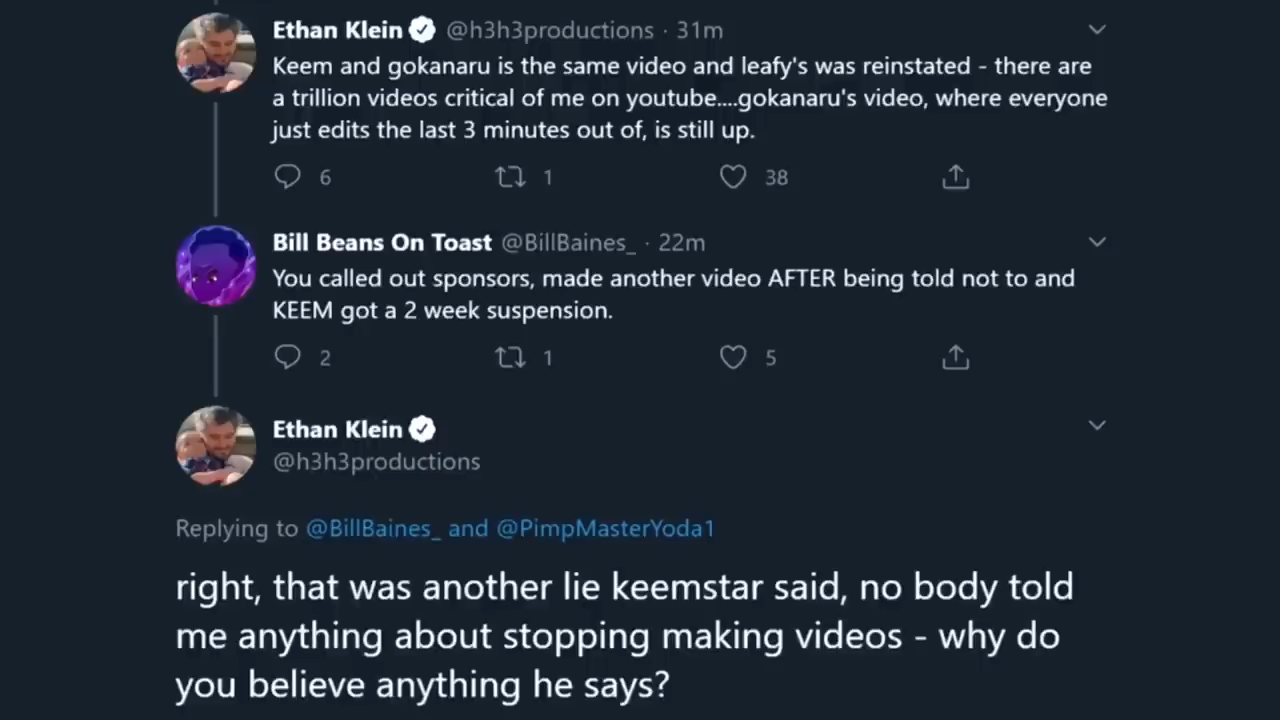 Ethan Klein @h3h3productions · 31m
Keem and gokanaru is the same video and leafy's was reinstated - there are
a trillion videos critical of me on youtube....gokanaru's video, where everyone
just edits the last 3 minutes out of, is still up.
6 1 38
Bill Beans On Toast @BillBaines_ · 22m
You called out sponsors, made another video AFTER being told not to and
KEEM got a 2 week suspension.
2 1 5
Ethan Klein
@h3h3productions
Replying to @BillBaines_ and @PimpMasterYoda1
right, that was another lie keemstar said, no body told
me anything about stopping making videos - why do
you believe anything he says?